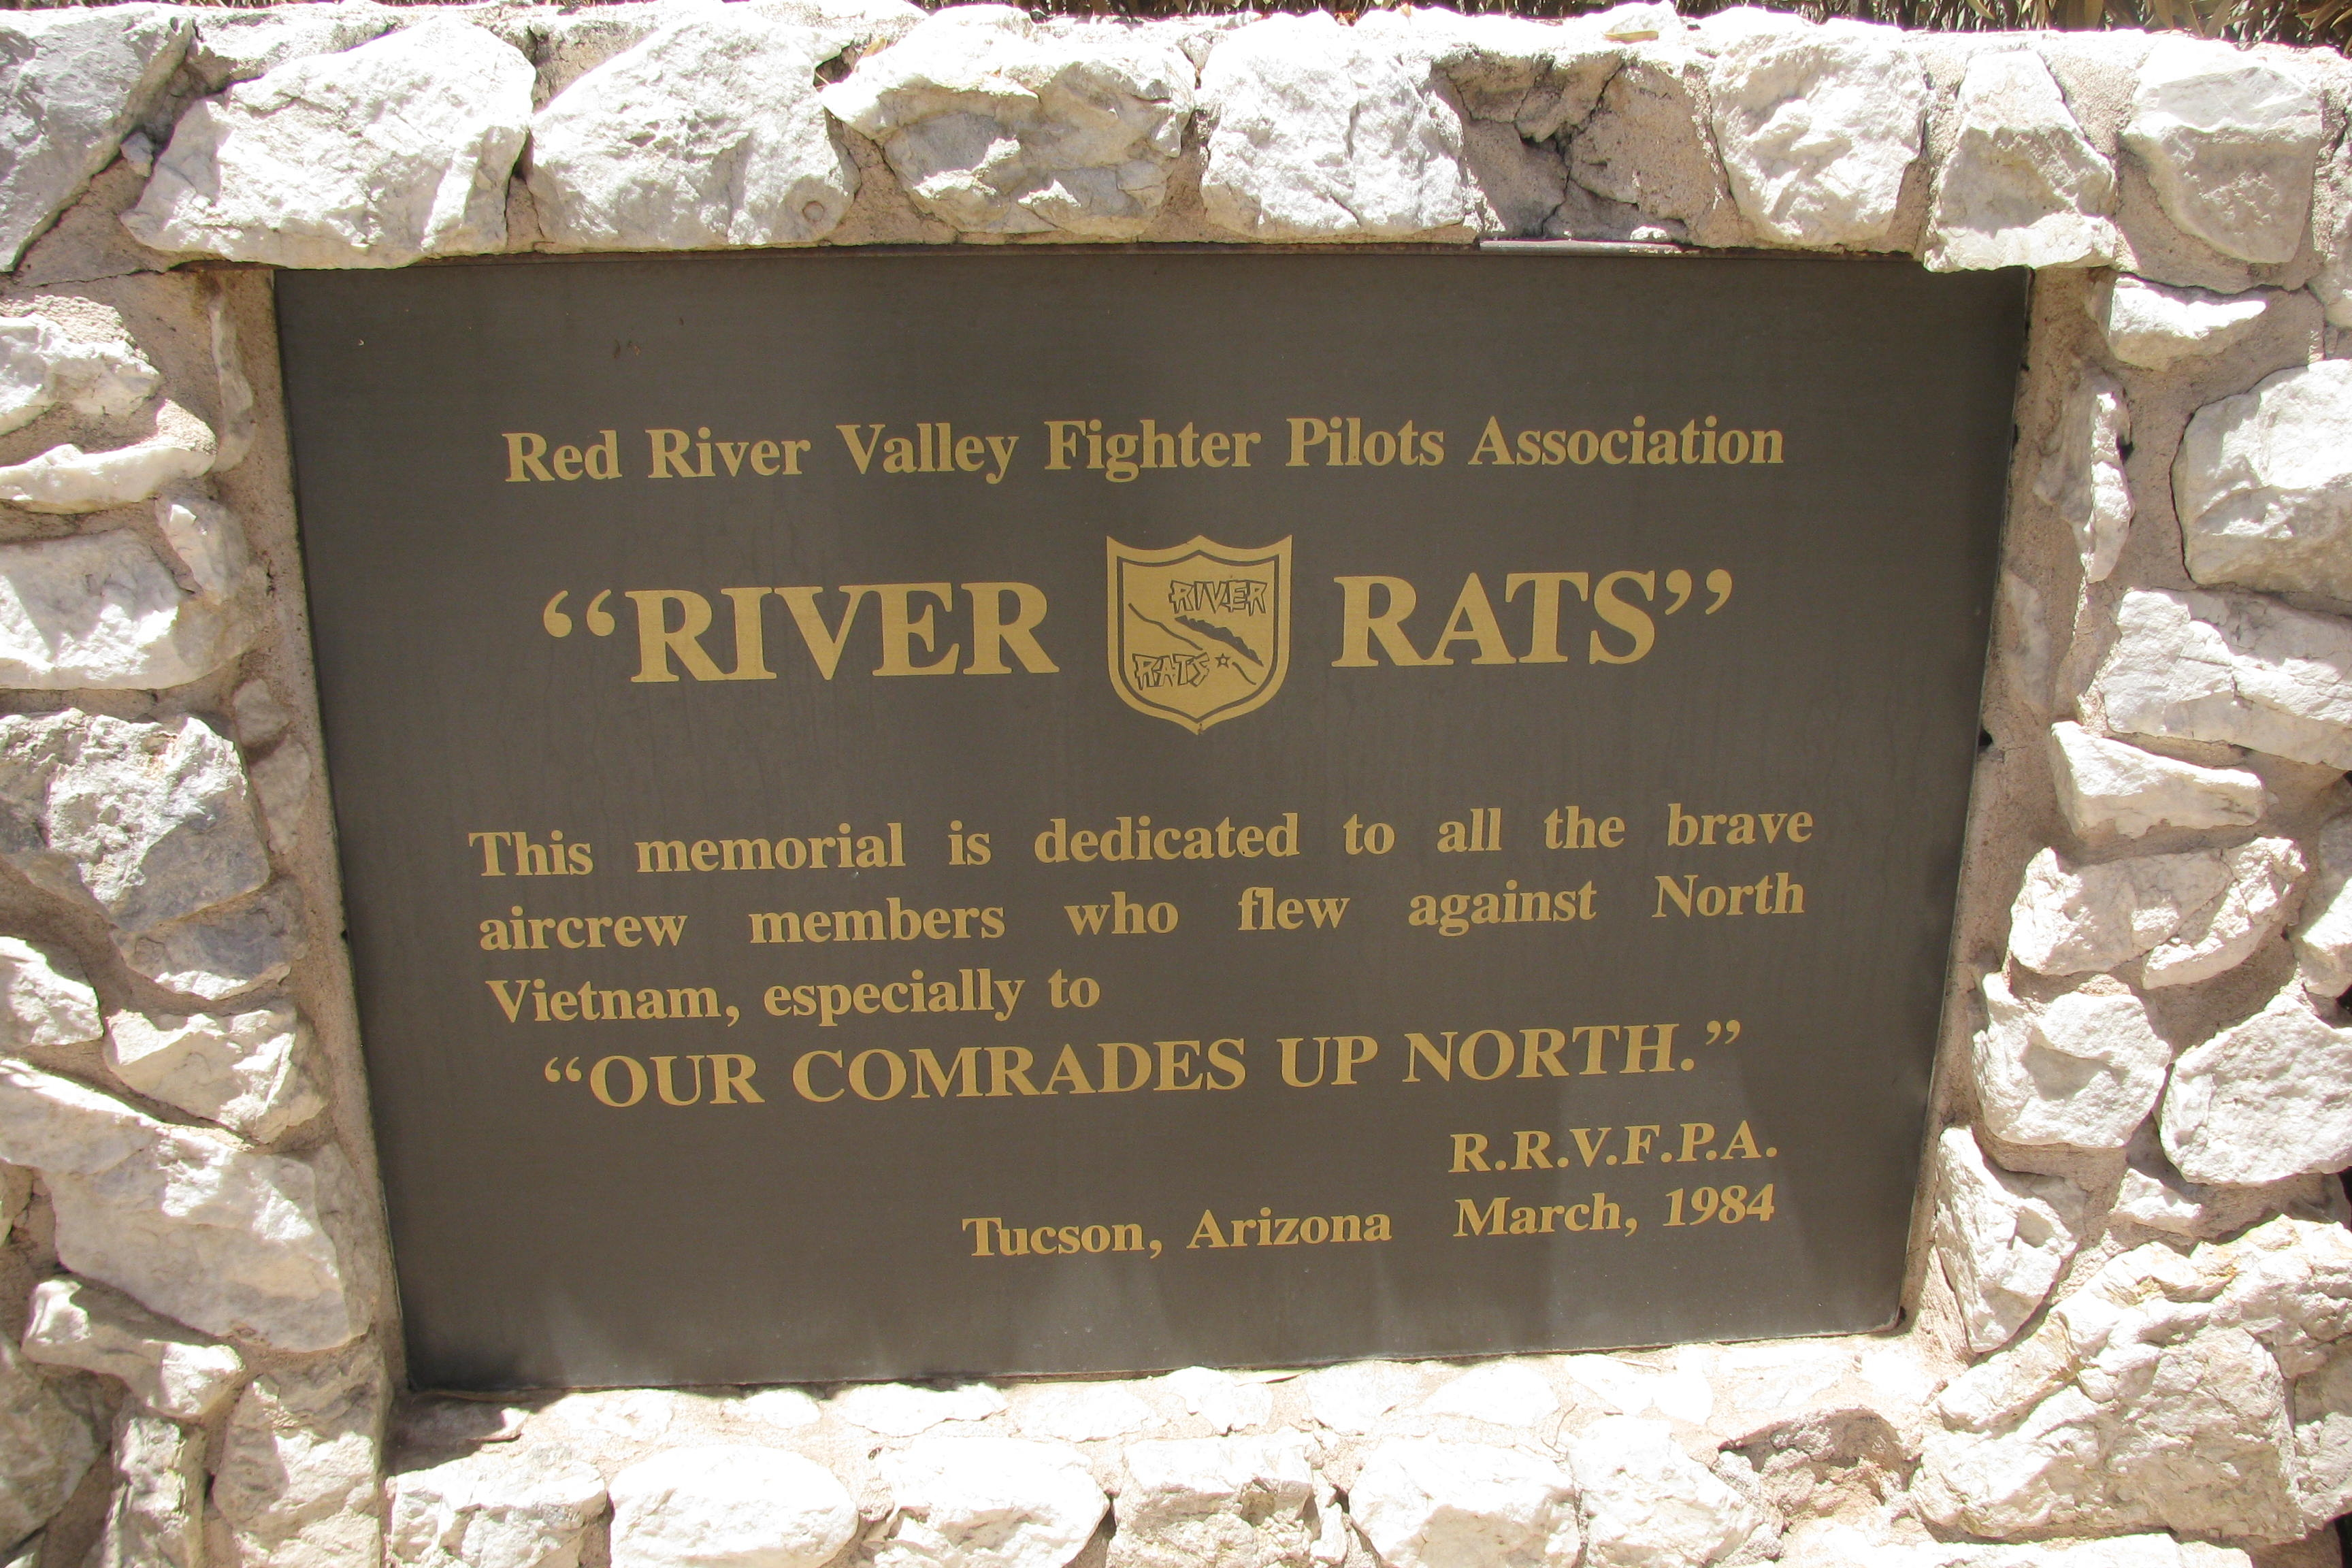 Red River Valley Fighter Pilots Association
“RIVER RATS”
RIVER
RATS
This memorial is dedicated to all the brave
aircrew members who flew against North
Vietnam, especially to
“OUR COMRADES UP NORTH.”
R.R.V.F.P.A.
Tucson, Arizona March, 1984